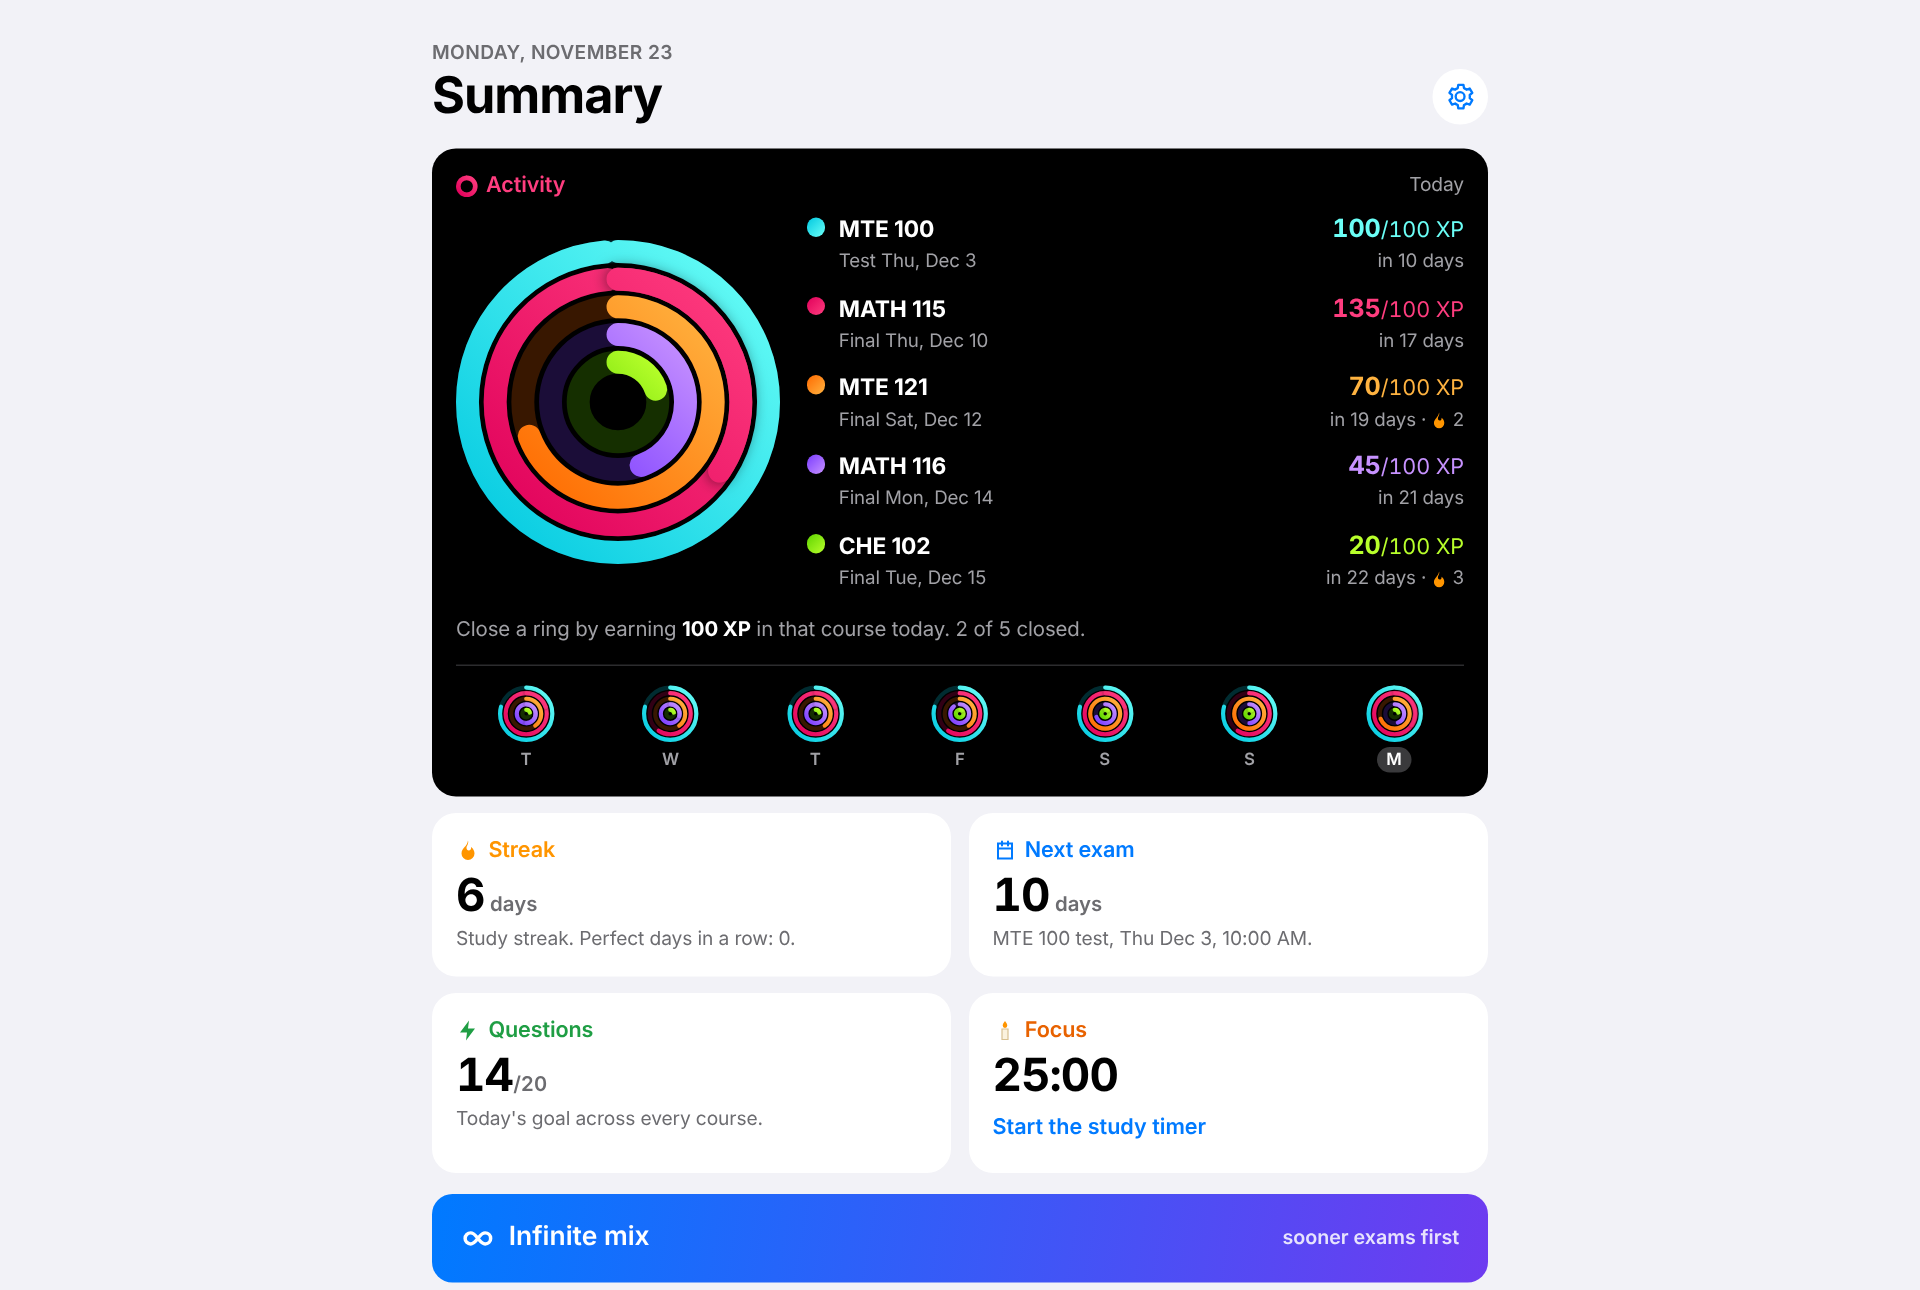 MONDAY, NOVEMBER 23
Summary
Activity
Today
MTE 100
100/100 XP
Test Thu, Dec 3
in 10 days
MATH 115
135/100 XP
Final Thu, Dec 10
in 17 days
MTE 121
70/100 XP
Final Sat, Dec 12
in 19 days · 2
MATH 116
45/100 XP
Final Mon, Dec 14
in 21 days
CHE 102
20/100 XP
Final Tue, Dec 15
in 22 days · 3
Close a ring by earning 100 XP in that course today. 2 of 5 closed.
T W T F S S M
Streak
6 days
Study streak. Perfect days in a row: 0.
Next exam
10 days
MTE 100 test, Thu Dec 3, 10:00 AM.
Questions
14/20
Today's goal across every course.
Focus
25:00
Start the study timer
Infinite mix
sooner exams first